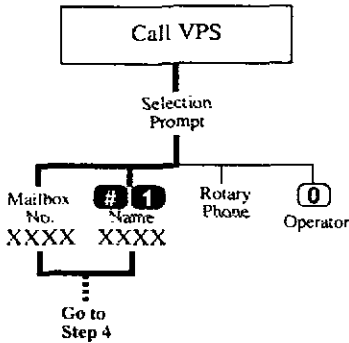 Call VPS
Selection
Prompt
Mailbox
No.
XXXX
# 1
Name
XXXX
Rotary
Phone
0
Operator
Go to
Step 4